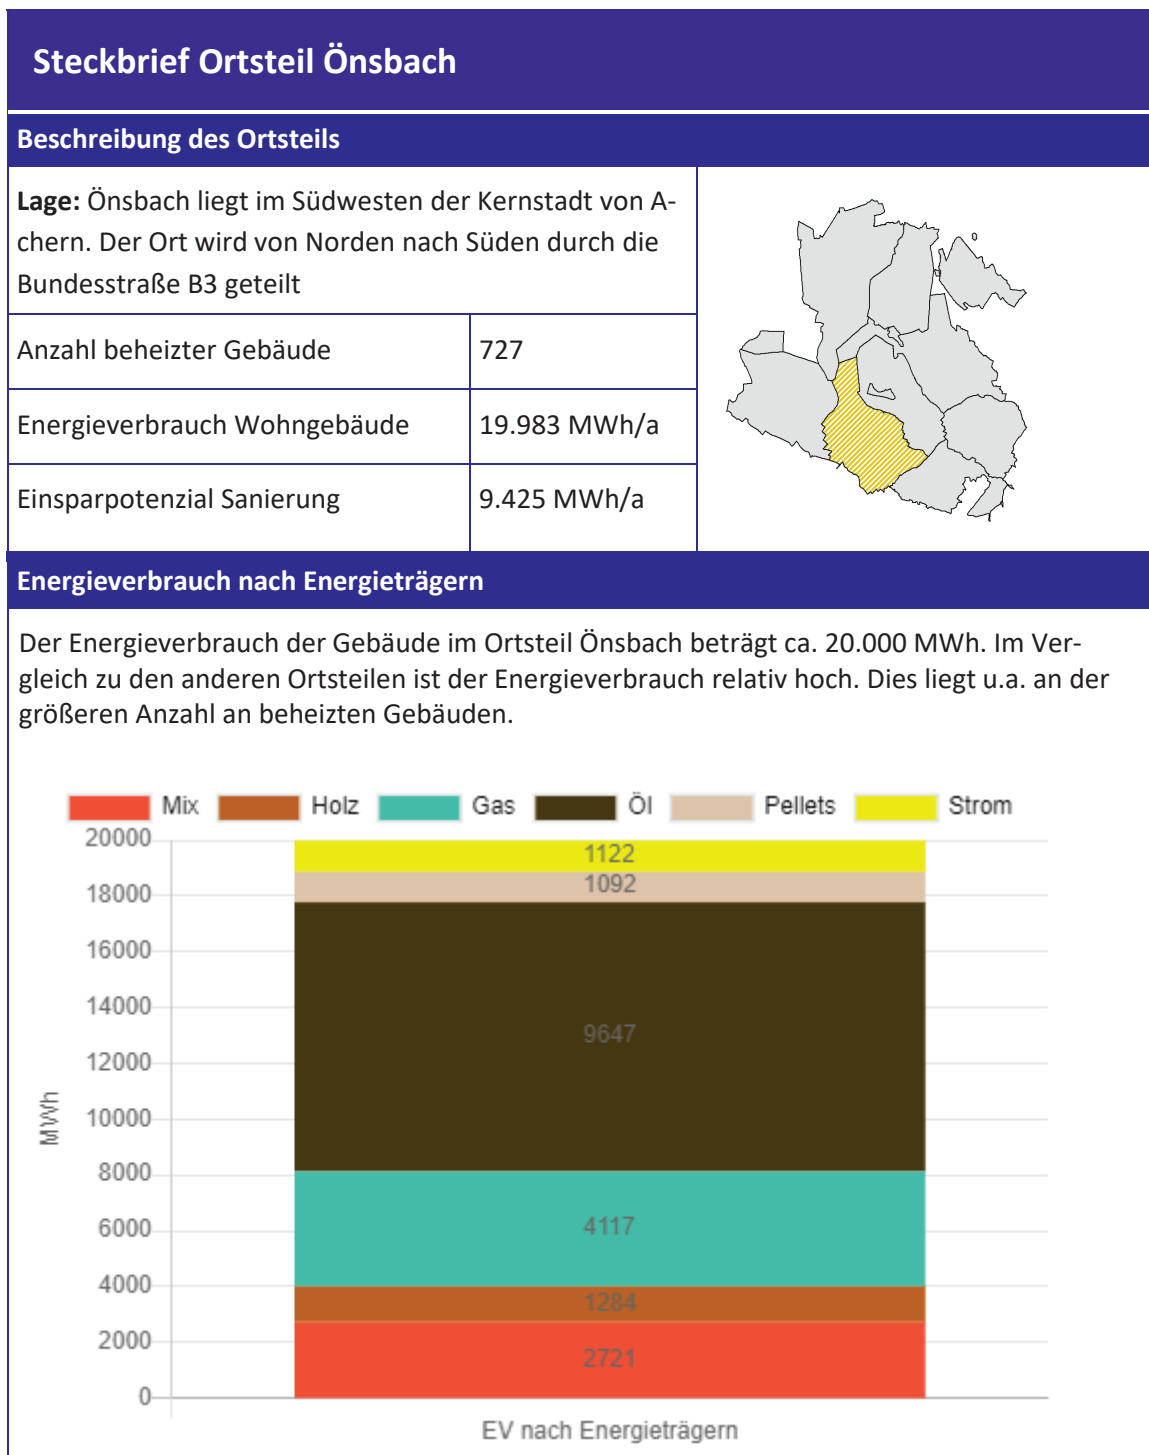 Steckbrief Ortsteil Önsbach
Beschreibung des Ortsteils
Lage: Önsbach liegt im Südwesten der Kernstadt von A-
chern. Der Ort wird von Norden nach Süden durch die
Bundesstraße B3 geteilt
Anzahl beheizter Gebäude 727
Energieverbrauch Wohngebäude 19.983 MWh/a
Einsparpotenzial Sanierung 9.425 MWh/a
Energieverbrauch nach Energieträgern
Der Energieverbrauch der Gebäude im Ortsteil Önsbach beträgt ca. 20.000 MWh. Im Ver-
gleich zu den anderen Ortsteilen ist der Energieverbrauch relativ hoch. Dies liegt u.a. an der
größeren Anzahl an beheizten Gebäuden.
Mix Holz Gas Öl Pellets Strom
20000
18000
16000
14000
12000
10000
8000
6000
4000
2000
0
MWh
1122
1092
9647
4117
1284
2721
EV nach Energieträgern